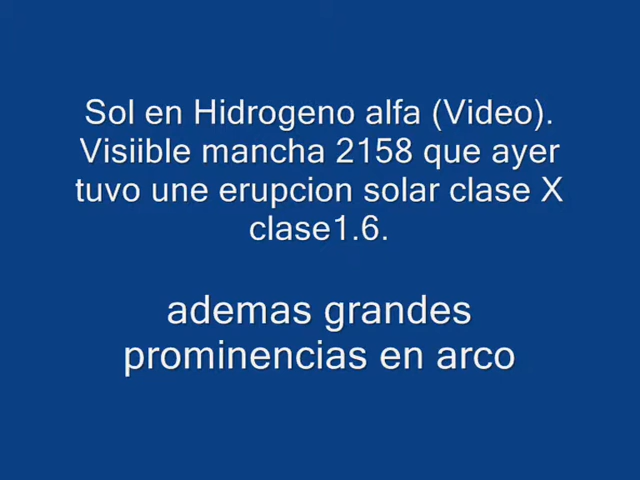 Sol en Hidrogeno alfa (Video).
Visiible mancha 2158 que ayer
tuvo une erupcion solar clase X
clase1.6.
ademas grandes
prominencias en arco